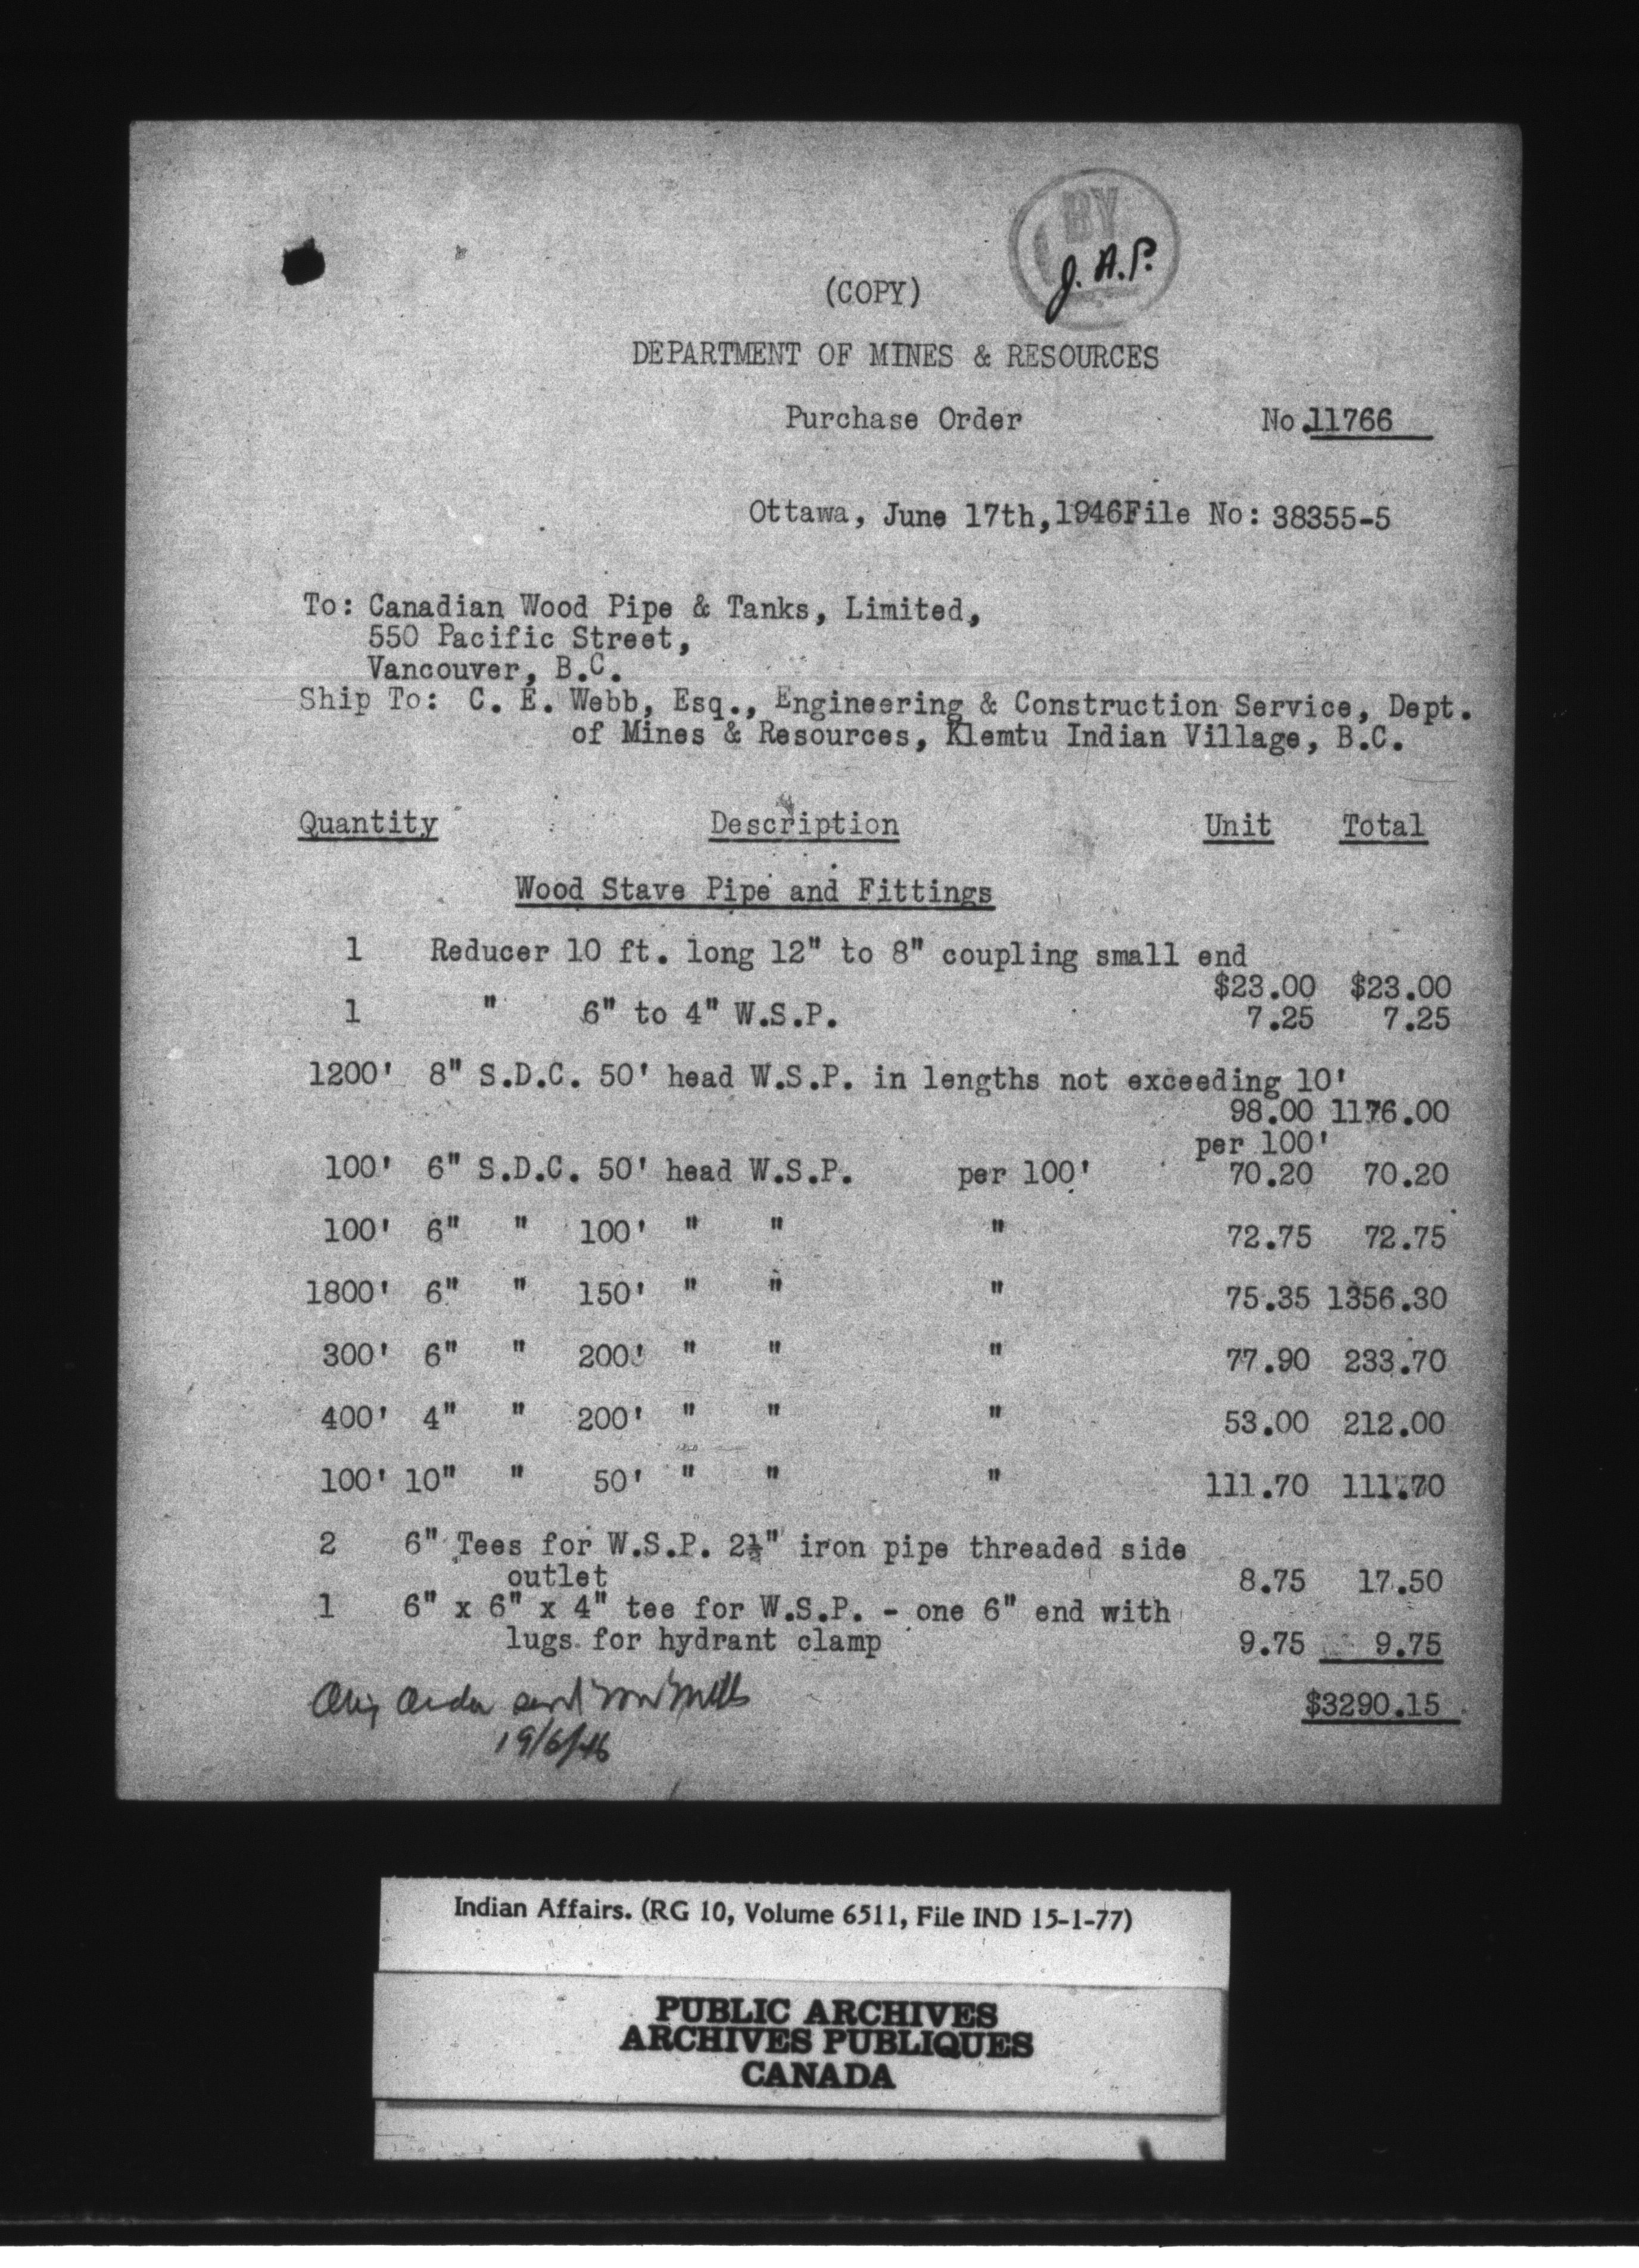 BY
J. A. P.
(COPY)
DEPARTMENT OF MINES & RESOURCES
Purchase Order No.11766
Ottawa, June 17th,1946File No: 38355-5
To: Canadian Wood Pipe & Tanks, Limited,
550 Pacific Street,
Vancouver, B.C.
Ship To: C. E. Webb, Esq., Engineering & Construction Service, Dept.
of Mines & Resources, Klemtu Indian Village, B.C.
Quantity Description Unit Total
Wood Stave Pipe and Fittings
1 Reducer 10 ft. long 12" to 8" coupling small end
$23.00 $23.00
1 " 6" to 4" W.S.P. 7.25 7.25
1200' 8" S.D.C. 50' head W.S.P. in lengths not exceeding 10'
98.00 1176.00
per 100'
100' 6" S.D.C. 50' head W.S.P. per 100' 70.20 70.20
100' 6" " 100' " " " 72.75 72.75
1800' 6" " 150' " " " 75.35 1356.30
300' 6" " 200' " " " 77.90 233.70
400' 4" " 200' " " " 53.00 212.00
100' 10" " 50' " " " 111.70 111.70
2 6" Tees for W.S.P. 2½" iron pipe threaded side
outlet 8.75 17.50
1 6" x 6" x 4" tee for W.S.P. - one 6" end with
lugs for hydrant clamp 9.75 9.75
Order $3290.15
19/6/46
Indian Affairs. (RG 10, Volume 6511, File IND 15-1-77)
PUBLIC ARCHIVES
ARCHIVES PUBLIQUES
CANADA